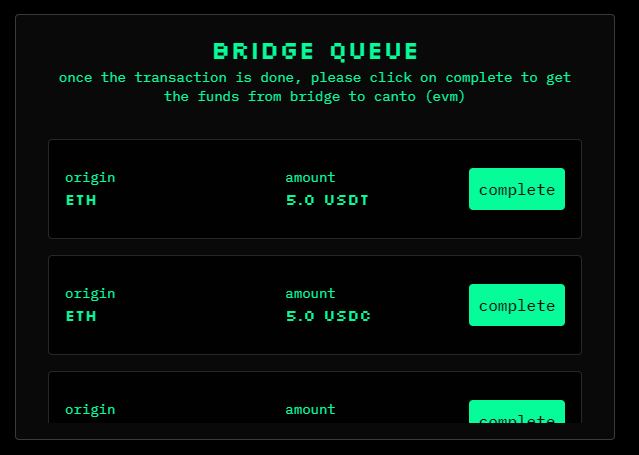 BRIDGE QUEUE
once the transaction is done, please click on complete to get
the funds from bridge to canto (evm)
origin amount
ETH 5.0 USDT complete
origin amount
ETH 5.0 USDC complete
origin amount
complete